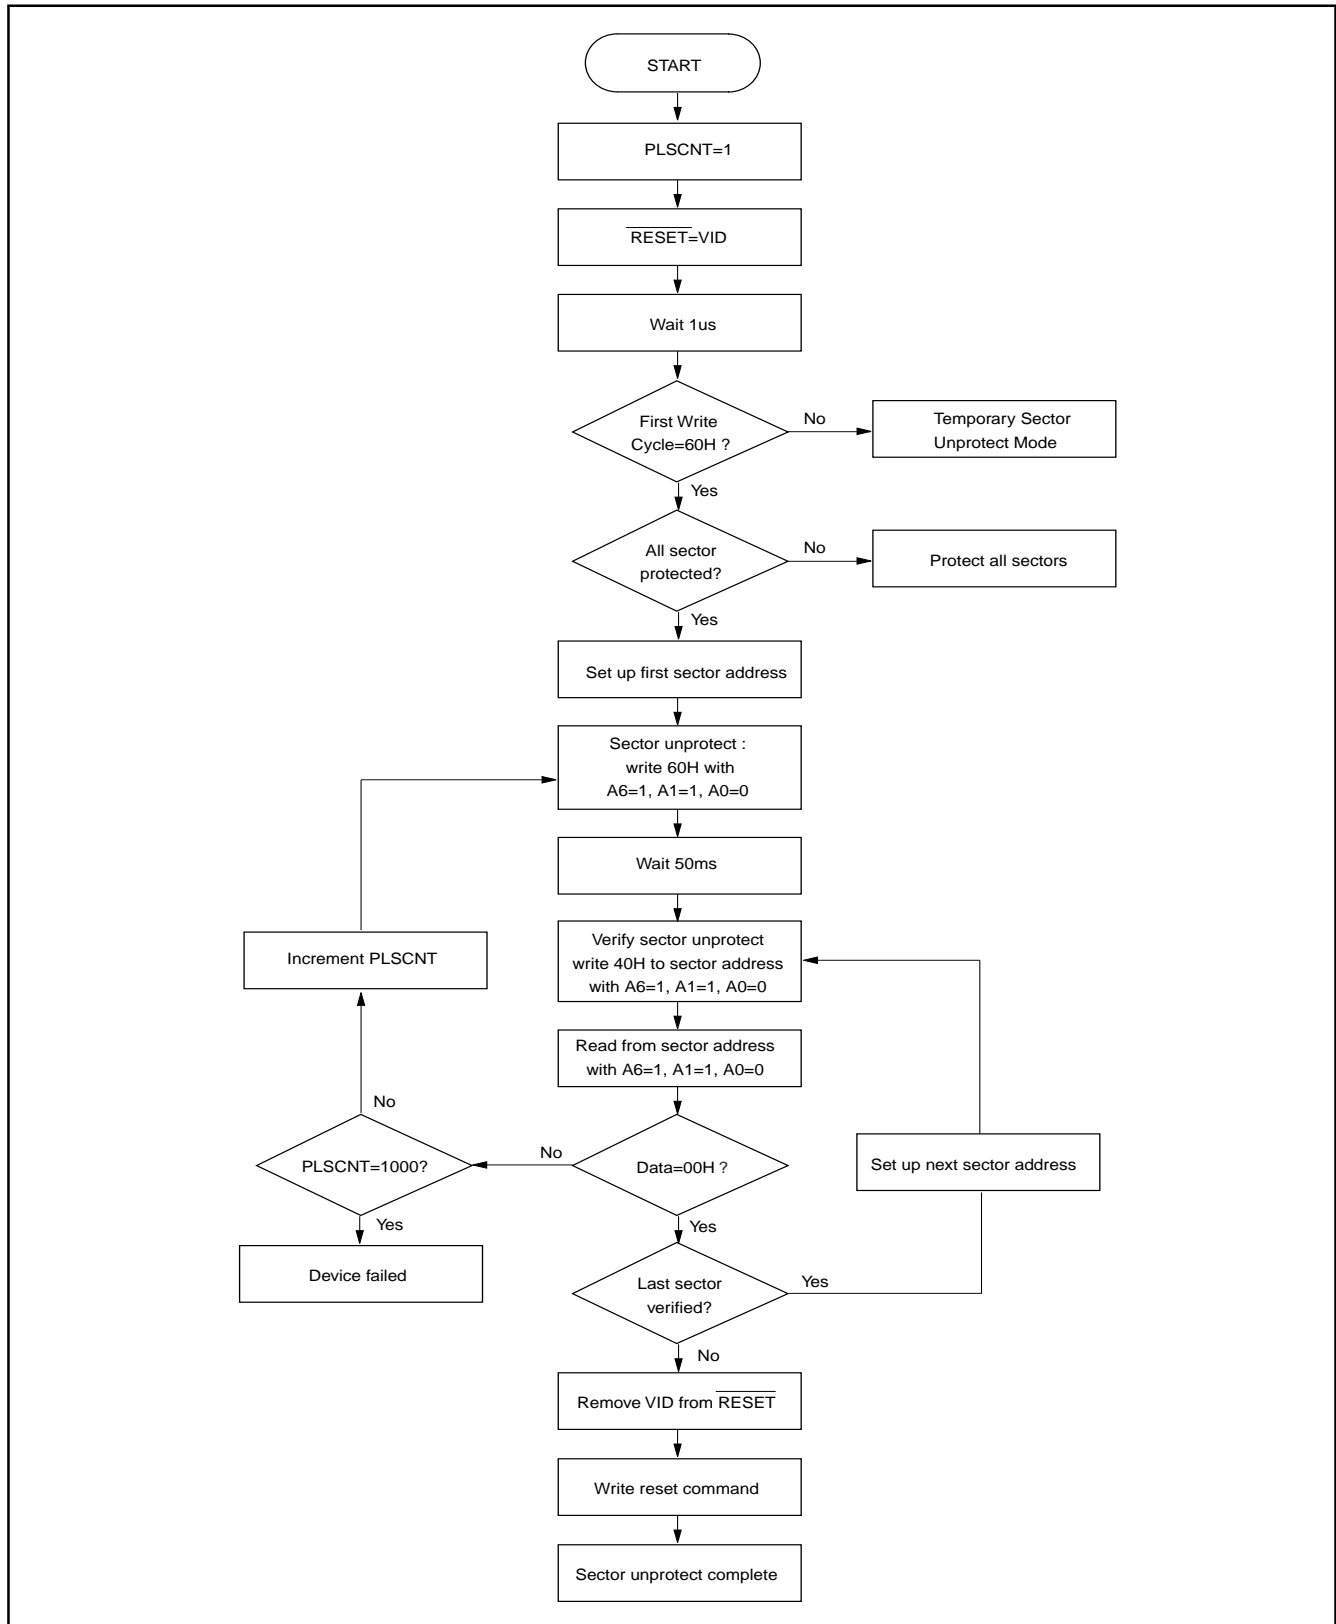 START
PLSCNT=1
RESET=VID
Wait 1us
First Write
Cycle=60H ?
No
Temporary Sector
Unprotect Mode
Yes
All sector
protected?
No
Protect all sectors
Yes
Set up first sector address
Sector unprotect :
write 60H with
A6=1, A1=1, A0=0
Wait 50ms
Increment PLSCNT
Verify sector unprotect
write 40H to sector address
with A6=1, A1=1, A0=0
Read from sector address
with A6=1, A1=1, A0=0
No
PLSCNT=1000?
No
Data=00H ?
Set up next sector address
Yes
Yes
Device failed
Last sector
verified?
Yes
No
Remove VID from RESET
Write reset command
Sector unprotect complete